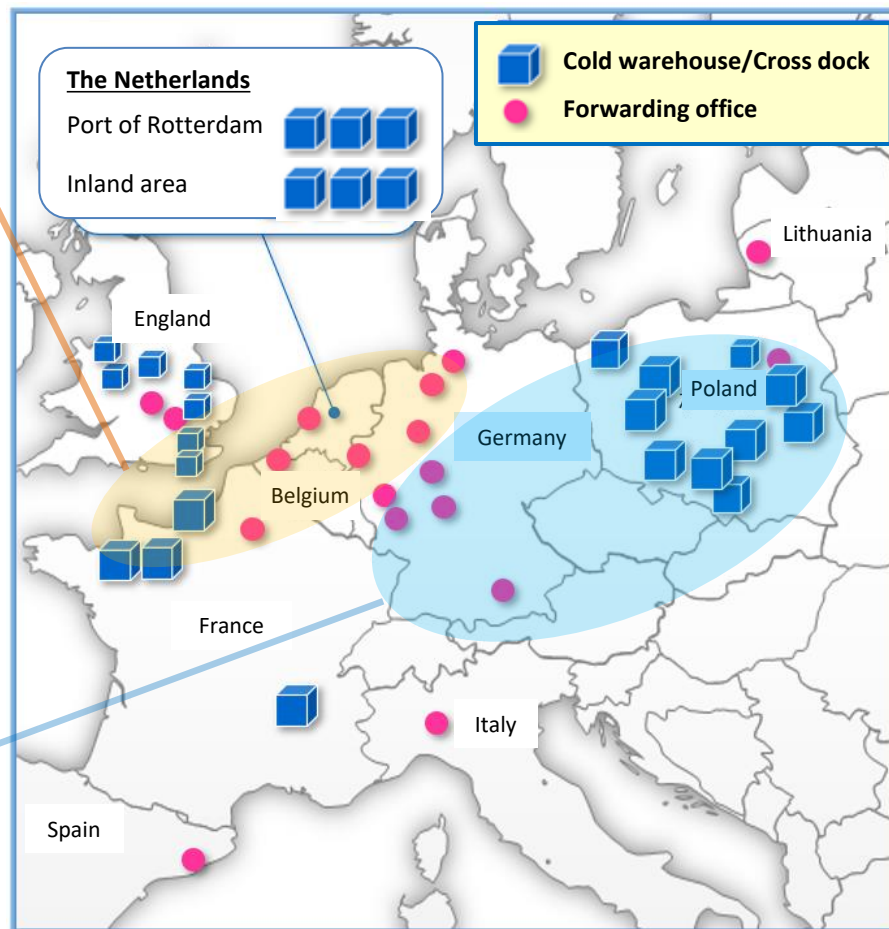 The Netherlands
Port of Rotterdam
Inland area
Cold warehouse/Cross dock
Forwarding office
Lithuania
England
Poland
Germany
Belgium
France
Italy
Spain